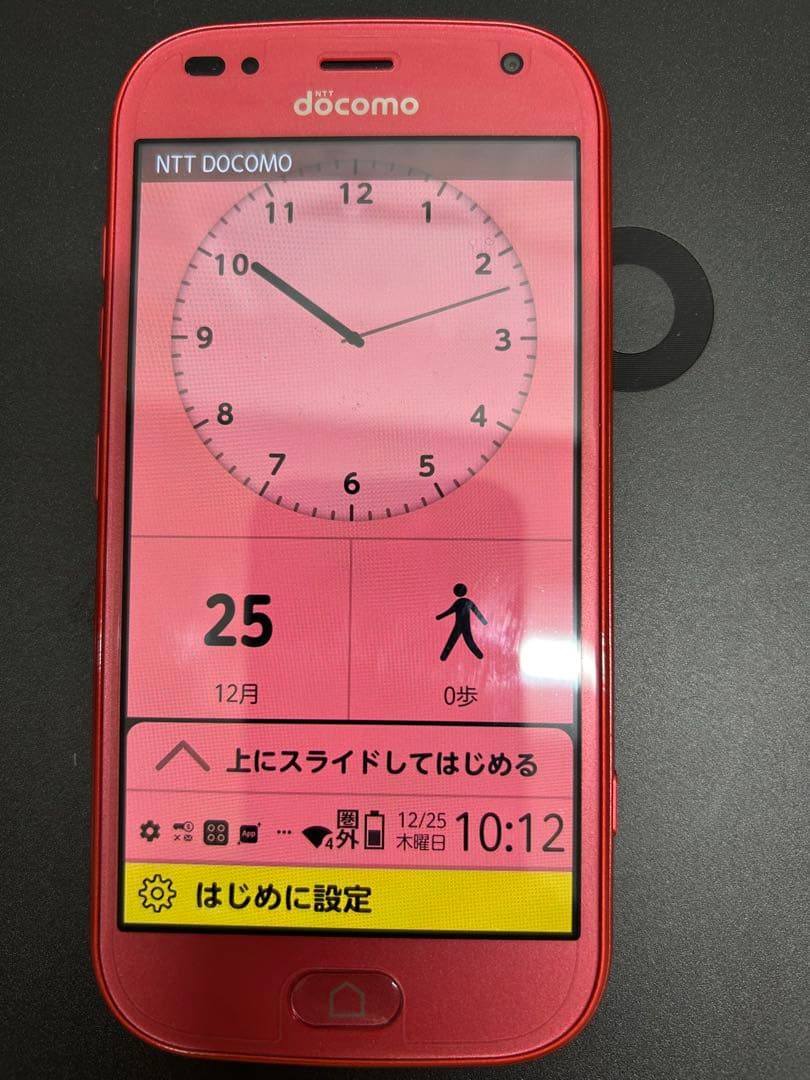 NTT
docomo
NTT DOCOMO
12
11
1
10
2
9
3
8
4
7
5
6
25
12月
0歩
上にスライドしてはじめる
App
4
圏外
12/25
木曜日
10:12
はじめに設定